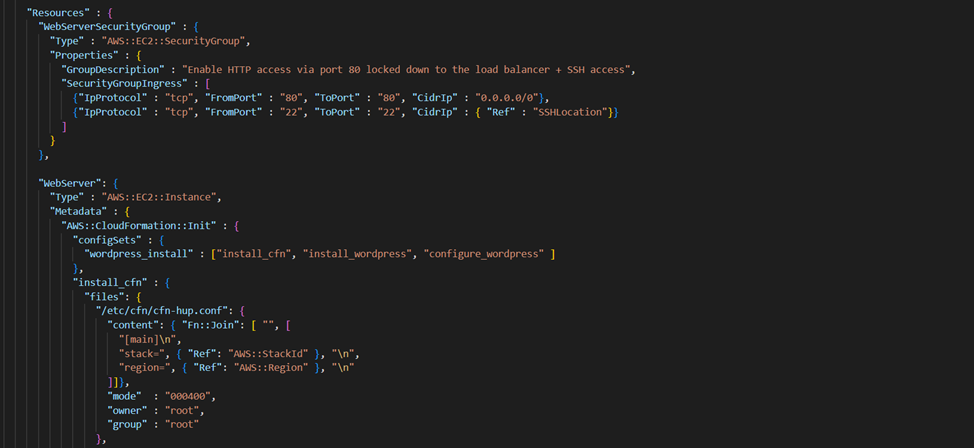 "Resources" : {
"WebServerSecurityGroup" : {
"Type" : "AWS::EC2::SecurityGroup",
"Properties" : {
"GroupDescription" : "Enable HTTP access via port 80 locked down to the load balancer + SSH access",
"SecurityGroupIngress" : [
{"IpProtocol" : "tcp", "FromPort" : "80", "ToPort" : "80", "CidrIp" : "0.0.0.0/0"},
{"IpProtocol" : "tcp", "FromPort" : "22", "ToPort" : "22", "CidrIp" : { "Ref" : "SSHLocation"}}
]
}
},
"WebServer": {
"Type" : "AWS::EC2::Instance",
"Metadata" : {
"AWS::CloudFormation::Init" : {
"configSets" : {
"wordpress_install" : ["install_cfn", "install_wordpress", "configure_wordpress" ]
},
"install_cfn" : {
"files": {
"/etc/cfn/cfn-hup.conf": {
"content": { "Fn::Join": [ "", [
"[main]\n",
"stack=", { "Ref": "AWS::StackId" }, "\n",
"region=", { "Ref": "AWS::Region" }, "\n"
]]},
"mode"  : "000400",
"owner" : "root",
"group" : "root"
},